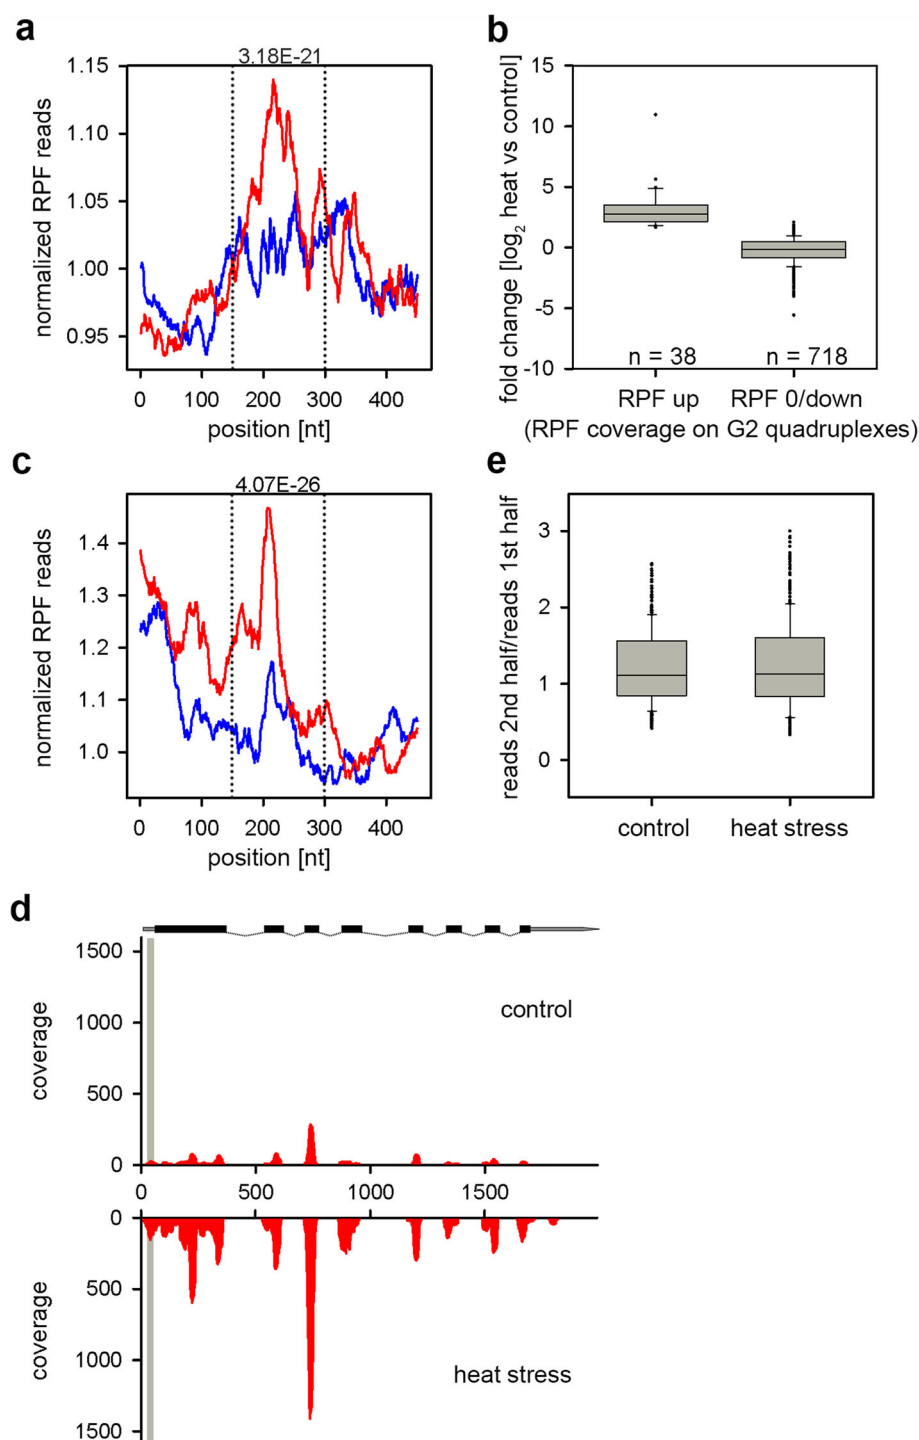 a
3.18E-21
normalized RPF reads
1.15
1.10
1.05
1.00
0.95
0 100 200 300 400
position [nt]
b
fold change [log2 heat vs control]
15
10
5
0
-5
-10
n = 38 n = 718
RPF up RPF 0/down
(RPF coverage on G2 quadruplexes)
c
4.07E-26
normalized RPF reads
1.4
1.3
1.2
1.1
1.0
0 100 200 300 400
position [nt]
e
reads 2nd half/reads 1st half
3
2
1
0
control heat stress
d
coverage
1500
1000
500
0
control
0 500 1000 1500
coverage
0
500
1000
1500
heat stress